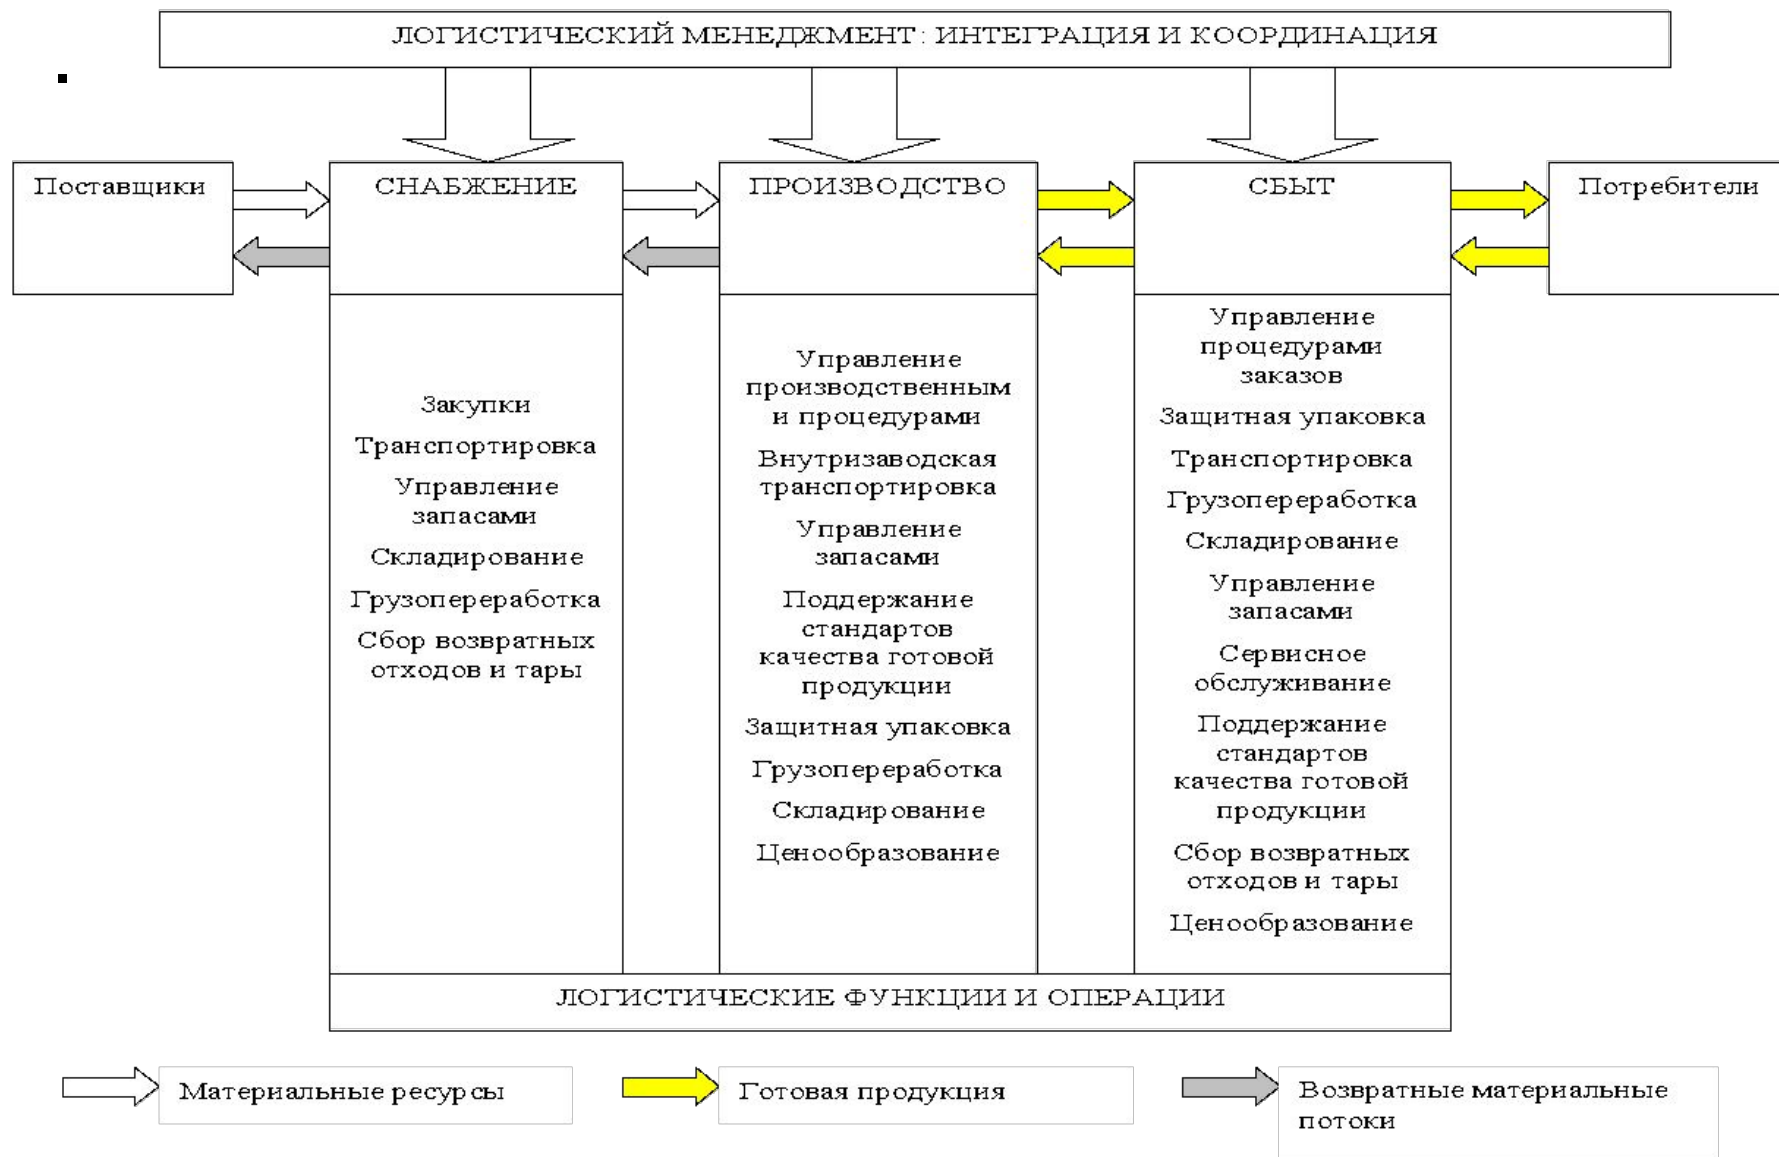 ЛОГИСТИЧЕСКИЙ МЕНЕДЖМЕНТ: ИНТЕГРАЦИЯ И КООРДИНАЦИЯ
Поставщики
СНАБЖЕНИЕ
ПРОИЗВОДСТВО
СБЫТ
Потребители
Закупки
Транспортировка
Управление
запасами
Складирование
Грузопереработка
Сбор возвратных
отходов и тары
Управление
производственным
и процедурами
Внутризаводская
транспортировка
Управление
запасами
Поддержание
стандартов
качества готовой
продукции
Защитная упаковка
Грузопереработка
Складирование
Ценообразование
Управление
процедурами
заказов
Защитная упаковка
Транспортировка
Грузопереработка
Складирование
Управление
запасами
Сервисное
обслуживание
Поддержание
стандартов
качества готовой
продукции
Сбор возвратных
отходов и тары
Ценообразование
ЛОГИСТИЧЕСКИЕ ФУНКЦИИ И ОПЕРАЦИИ
Материальные ресурсы
Готовая продукция
Возвратные материальные
потоки